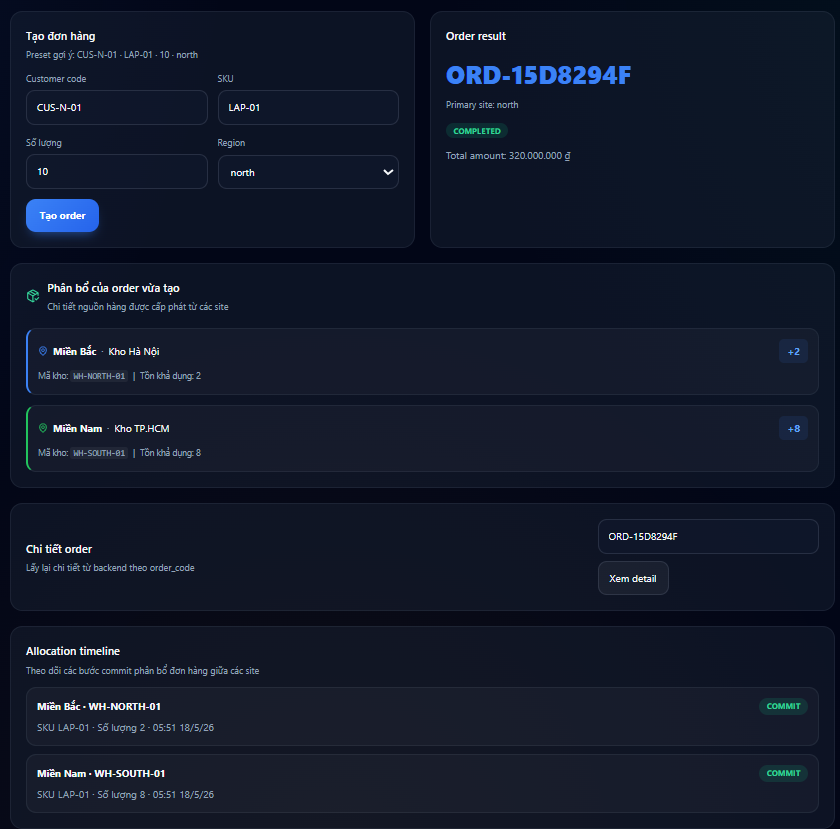 Tạo đơn hàng
Preset gợi ý: CUS-N-01 · LAP-01 · 10 · north
Customer code
SKU
CUS-N-01
LAP-01
Số lượng
Region
10
north
Tạo order
Order result
ORD-15D8294F
Primary site: north
COMPLETED
Total amount: 320.000.000 ₫
Phân bổ của order vừa tạo
Chi tiết nguồn hàng được cấp phát từ các site
Miền Bắc · Kho Hà Nội
+2
Mã kho: WH-NORTH-01 | Tồn khả dụng: 2
Miền Nam · Kho TP.HCM
+8
Mã kho: WH-SOUTH-01 | Tồn khả dụng: 8
Chi tiết order
Lấy lại chi tiết từ backend theo order_code
ORD-15D8294F
Xem detail
Allocation timeline
Theo dõi các bước commit phân bổ đơn hàng giữa các site
Miền Bắc · WH-NORTH-01
COMMIT
SKU LAP-01 · Số lượng 2 · 05:51 18/5/26
Miền Nam · WH-SOUTH-01
COMMIT
SKU LAP-01 · Số lượng 8 · 05:51 18/5/26